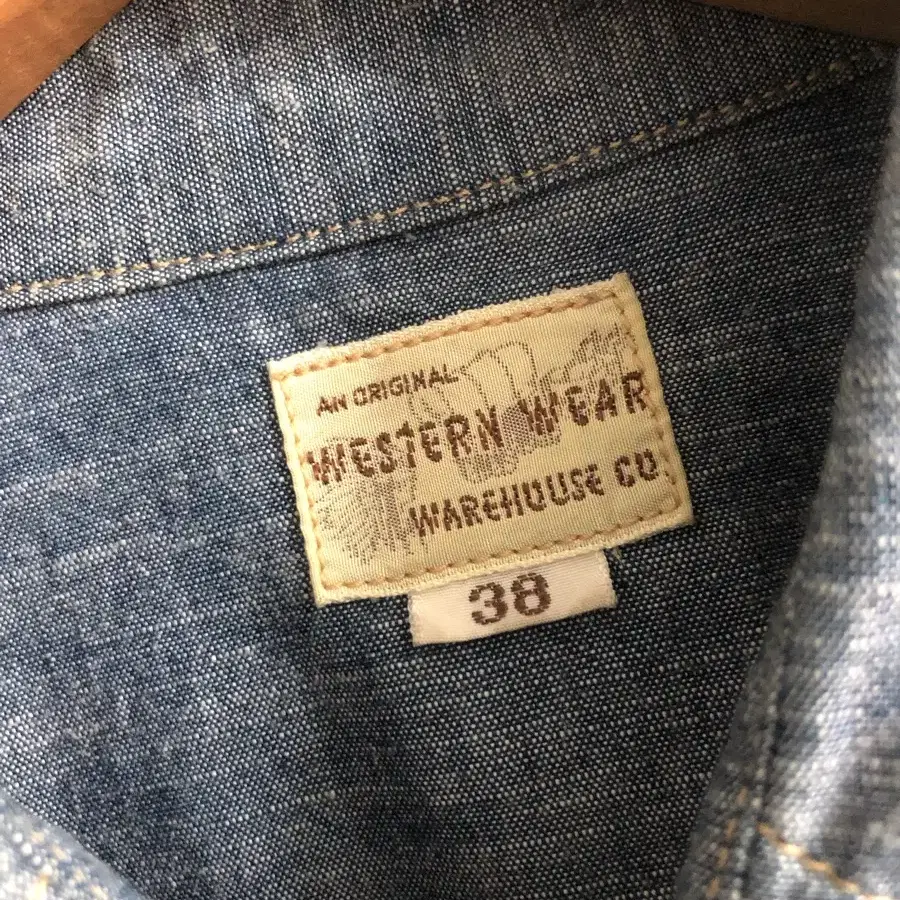 AN ORIGINAL
WESTERN WEAR
WAREHOUSE CO.
38